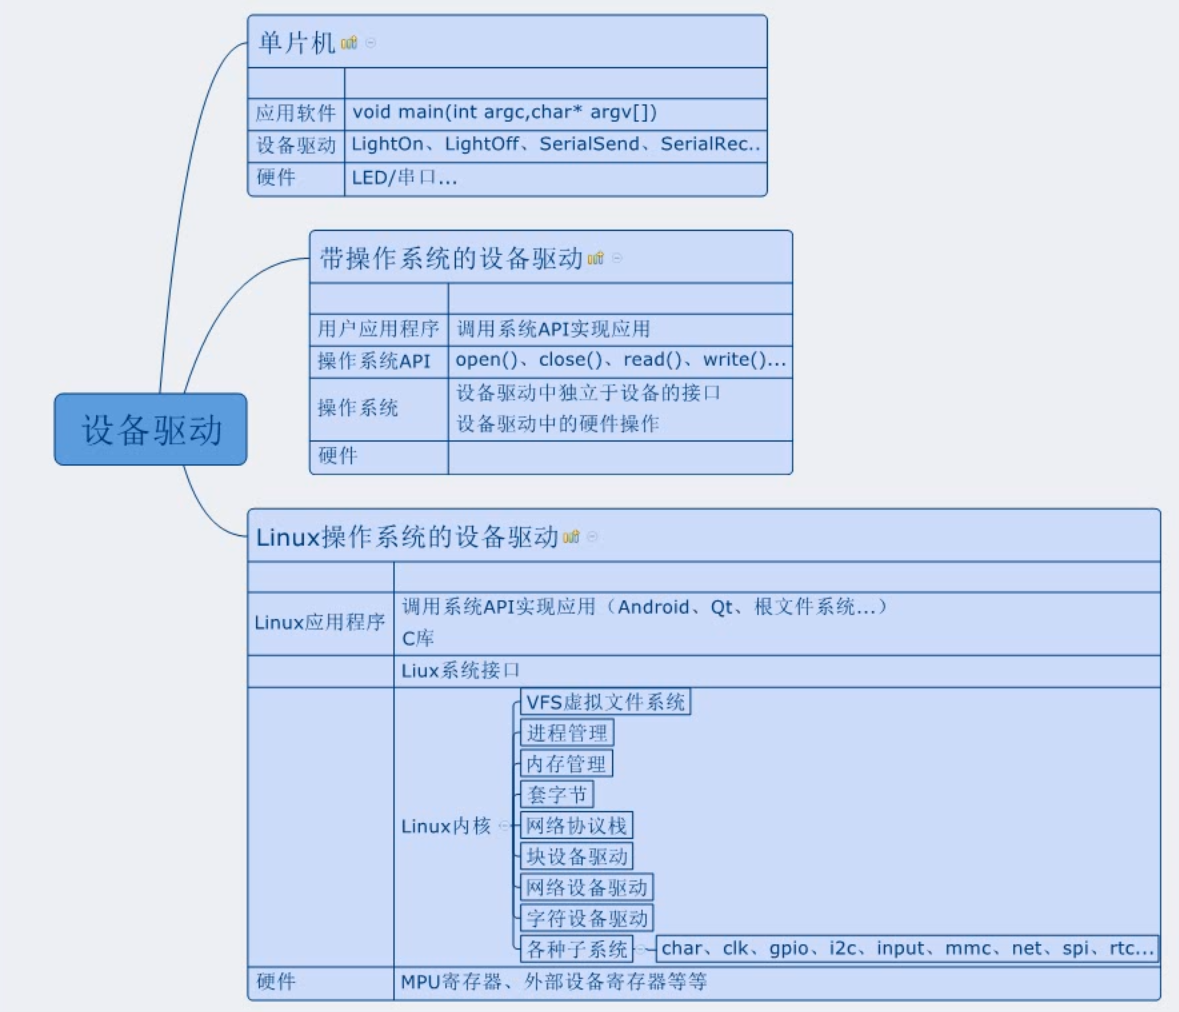 单片机
应用软件 void main(int argc,char* argv[])
设备驱动 LightOn、LightOff、SerialSend、SerialRec..
硬件 LED/串口...
带操作系统的设备驱动
用户应用程序 调用系统API实现应用
操作系统API open()、close()、read()、write()...
操作系统
设备驱动中独立于设备的接口
设备驱动中的硬件操作
硬件
设备驱动
Linux操作系统的设备驱动
Linux应用程序
调用系统API实现应用（Android、Qt、根文件系统...）
C库
Liux系统接口
Linux内核
VFS虚拟文件系统
进程管理
内存管理
套字节
网络协议栈
块设备驱动
网络设备驱动
字符设备驱动
各种子系统 char、clk、gpio、i2c、input、mmc、net、spi、rtc...
硬件 MPU寄存器、外部设备寄存器等等